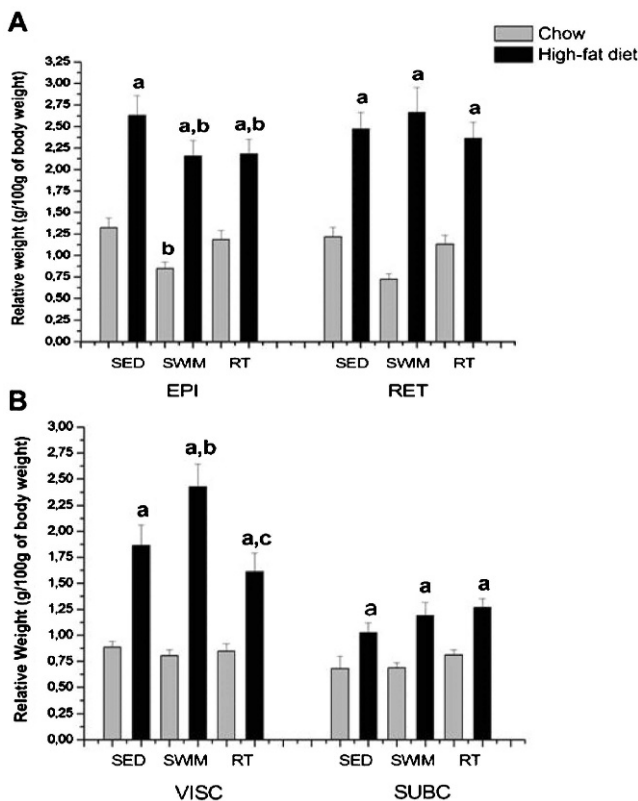 A
Chow
High-fat diet
Relative weight (g/100g of body weight)
3,25
3,00
2,75
2,50
2,25
2,00
1,75
1,50
1,25
1,00
0,75
0,50
0,25
0,00
a
a,b
a,b
b
a
a
a
SED SWIM RT SED SWIM RT
EPI RET
B
Relative Weight (g/100g of body weight)
3,00
2,75
2,50
2,25
2,00
1,75
1,50
1,25
1,00
0,75
0,50
0,25
0,00
a
a,b
a,c
a
a
a
SED SWIM RT SED SWIM RT
VISC SUBC